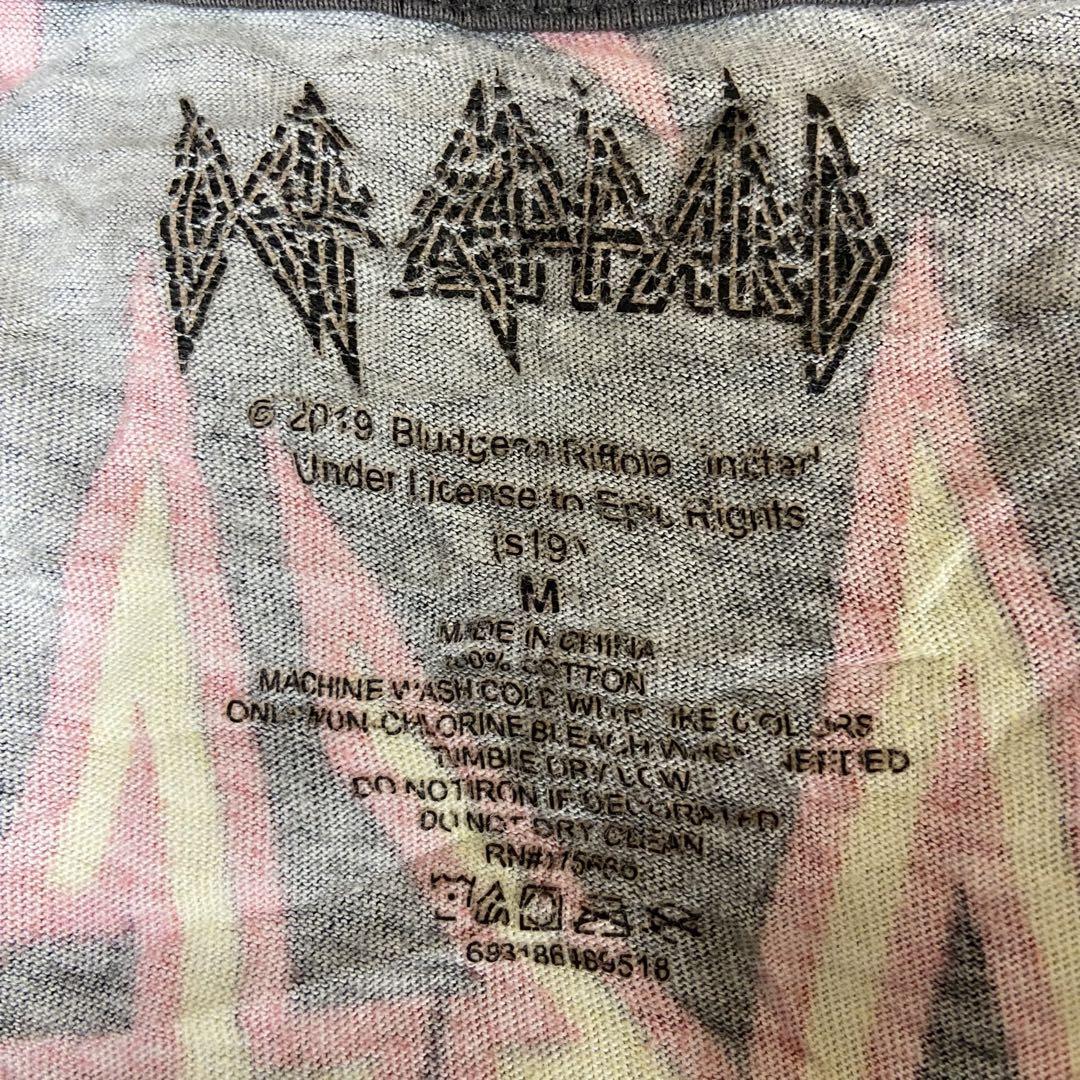 DEF LEPPARD
© 2019 Bludgeon Riffola Limited
Under License to Epic Rights
(s19)
M
MADE IN CHINA
100% COTTON
MACHINE WASH COLD WITH LIKE COLORS
ONLY NON-CHLORINE BLEACH WHEN NEEDED
TUMBLE DRY LOW
DO NOT IRON IF DECORATED
DO NOT DRY CLEAN
693186489518